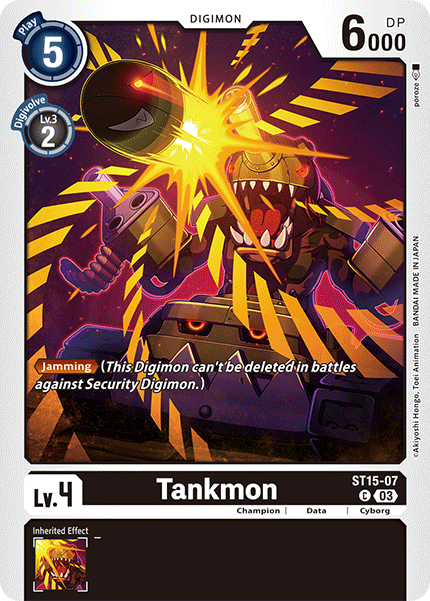 Play
5
DIGIMON
6000 DP
Digivolve
Lv.3
2
poroze
Jamming (This Digimon can't be deleted in battles
against Security Digimon.)
©Akiyoshi Hongo, Toei Animation BANDAI MADE IN JAPAN
Lv.4
Tankmon
ST15-07
C 03
Champion | Data | Cyborg
Inherited Effect
–